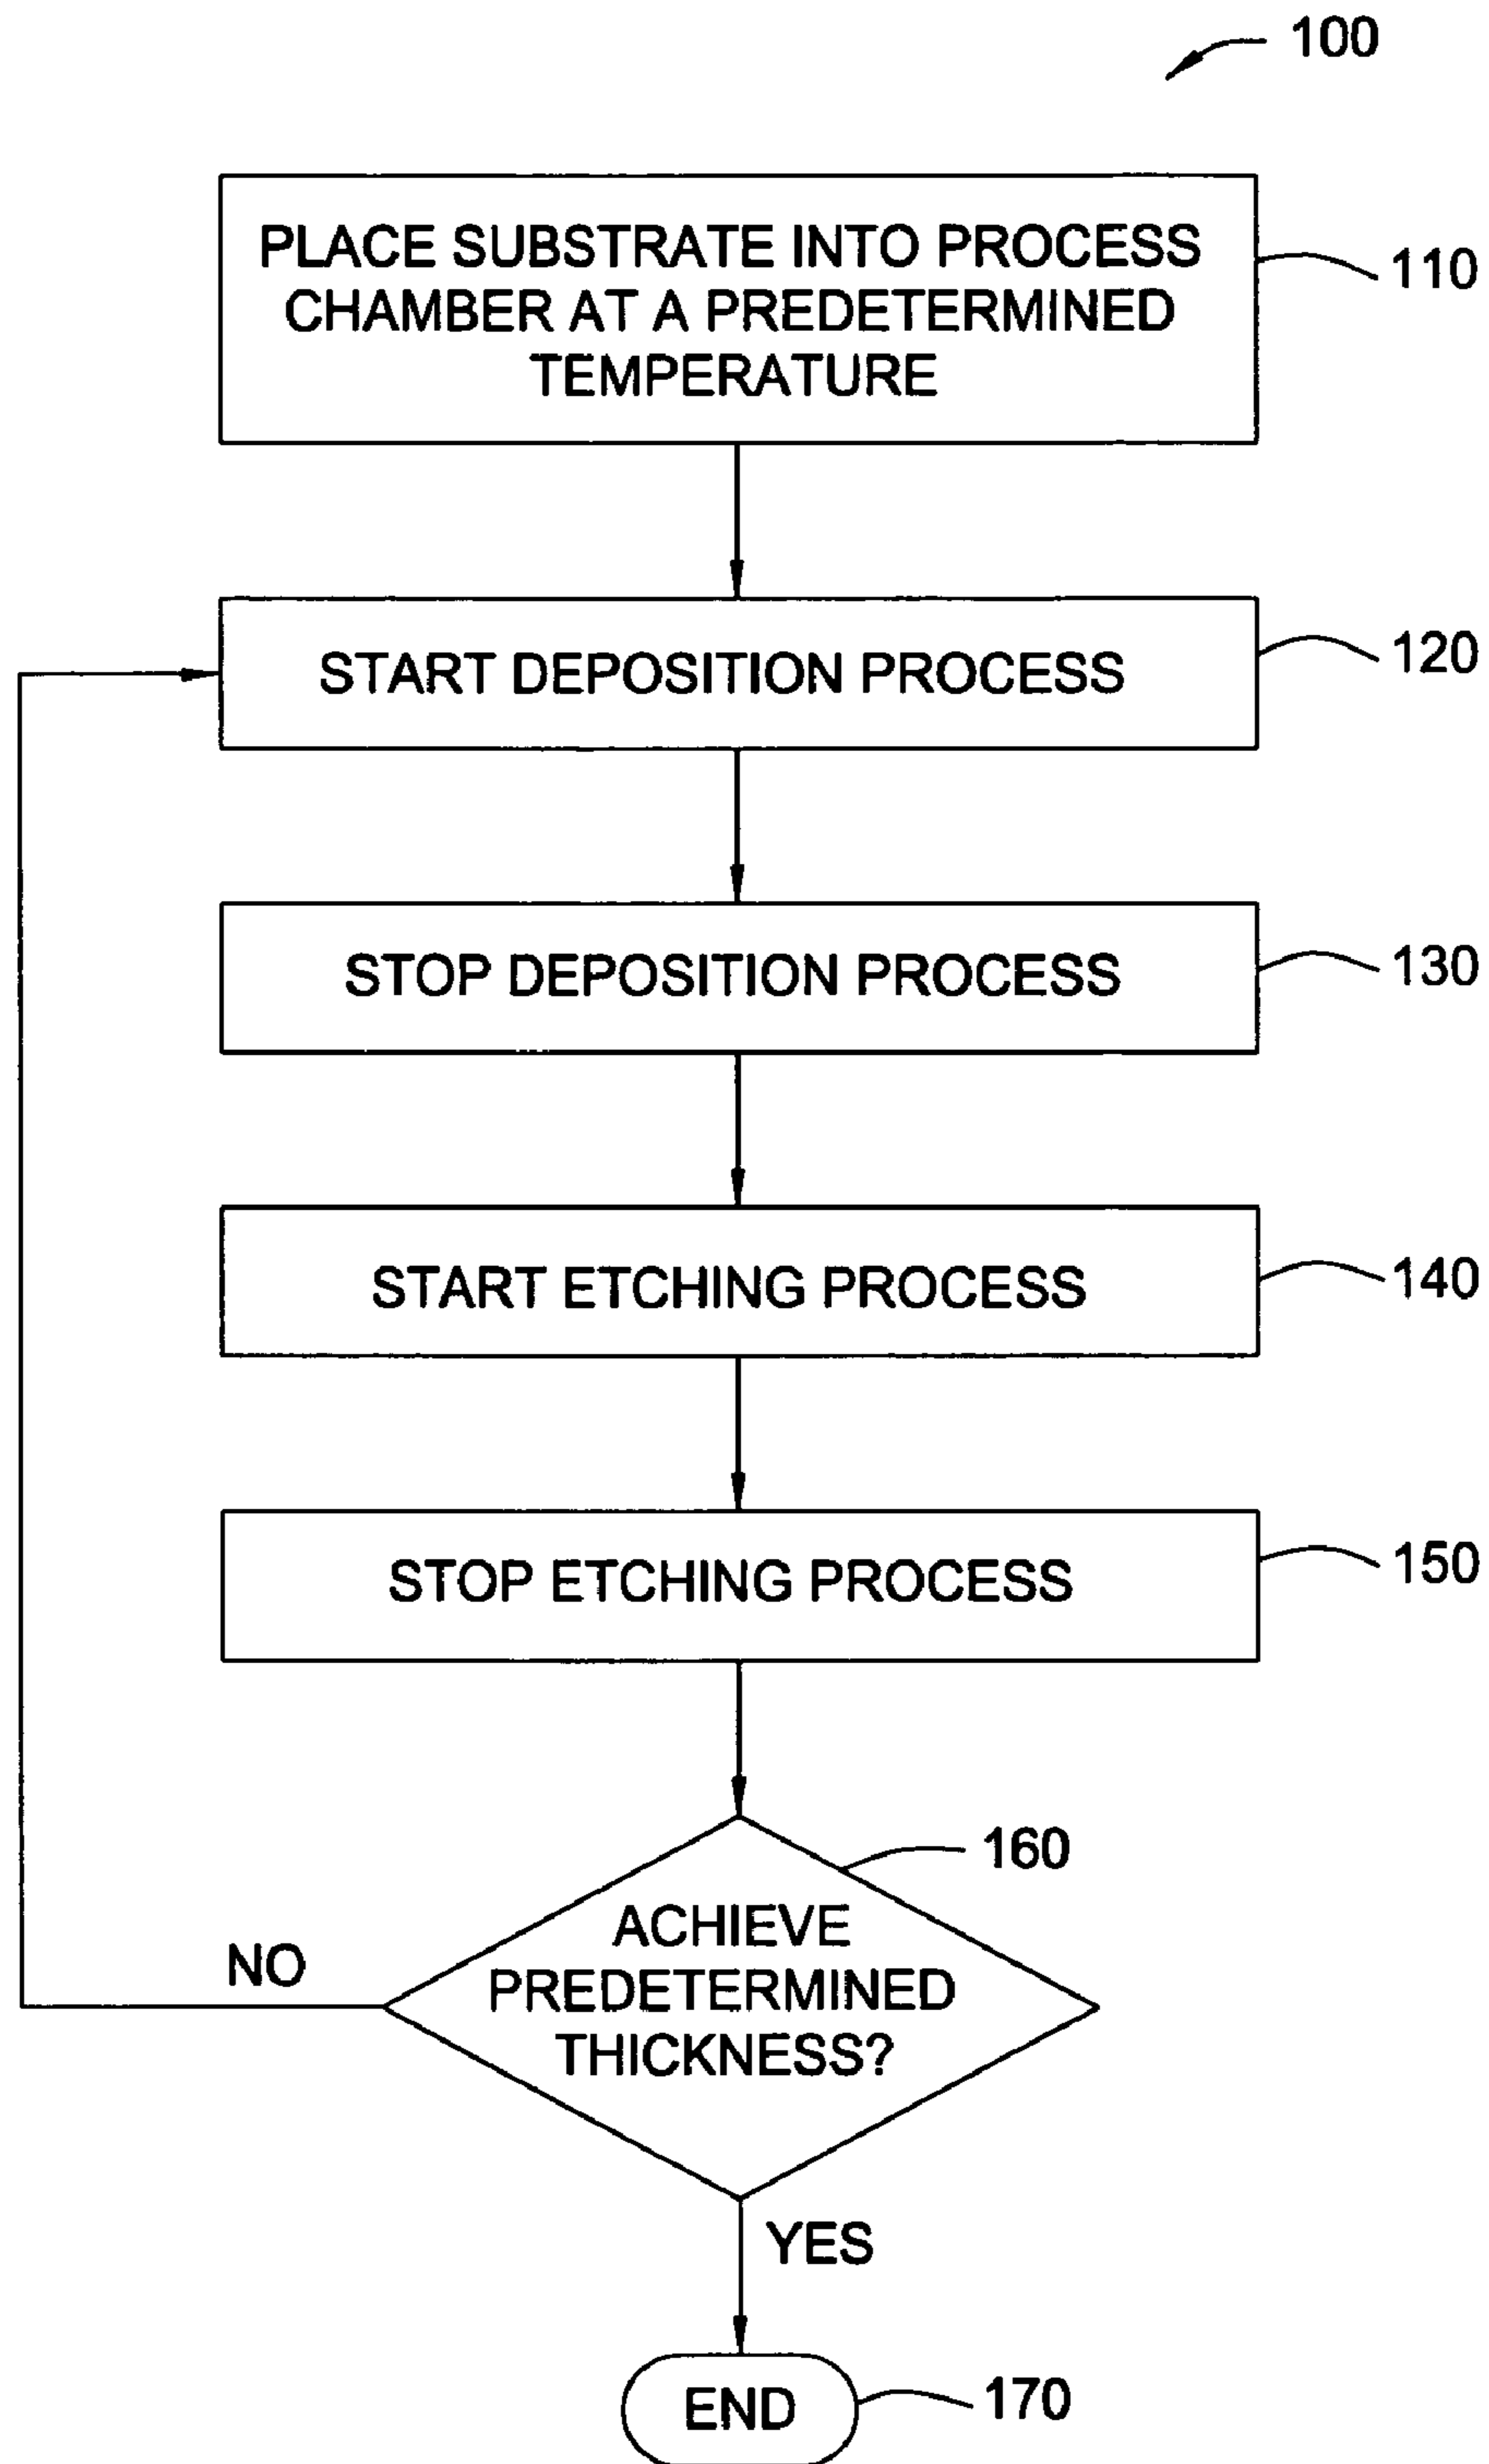 100
PLACE SUBSTRATE INTO PROCESS
CHAMBER AT A PREDETERMINED
TEMPERATURE
110
START DEPOSITION PROCESS
120
STOP DEPOSITION PROCESS
130
START ETCHING PROCESS
140
STOP ETCHING PROCESS
150
160
ACHIEVE
PREDETERMINED
THICKNESS?
NO
YES
END
170